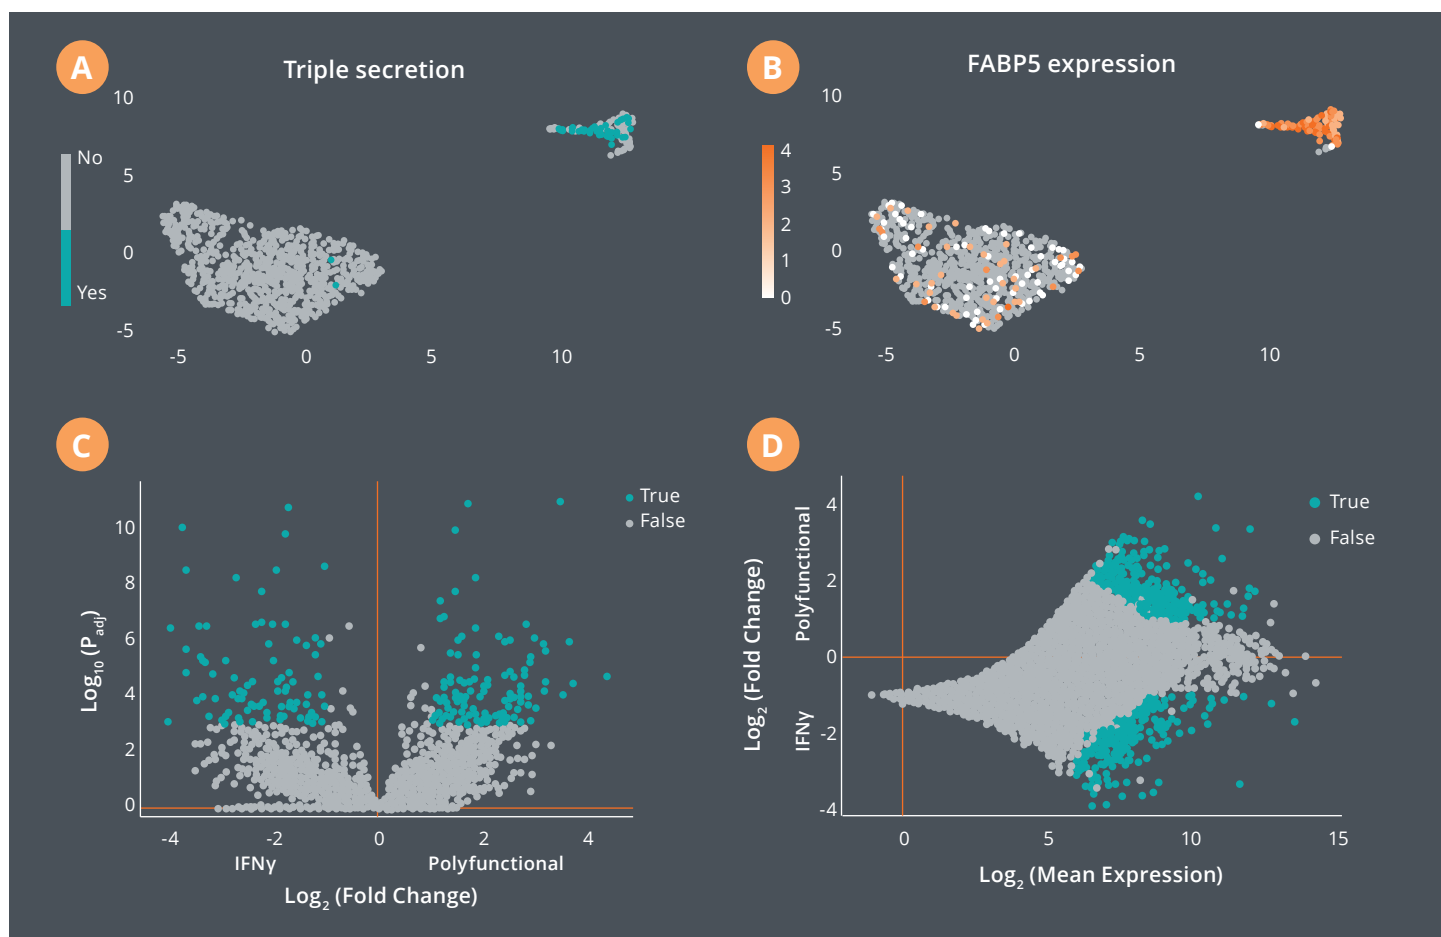 A
Triple secretion
10
5
0
-5
No
Yes
-5 0 5 10
B
FABP5 expression
10
5
0
-5
4
3
2
1
0
-5 0 5 10
C
True
False
Log₁₀ (Padj)
10
8
6
4
2
0
-4 -2 0 2 4
IFNγ Polyfunctional
Log₂ (Fold Change)
D
True
False
Log₂ (Fold Change)
Polyfunctional
IFNγ
4
2
0
-2
-4
0 5 10 15
Log₂ (Mean Expression)